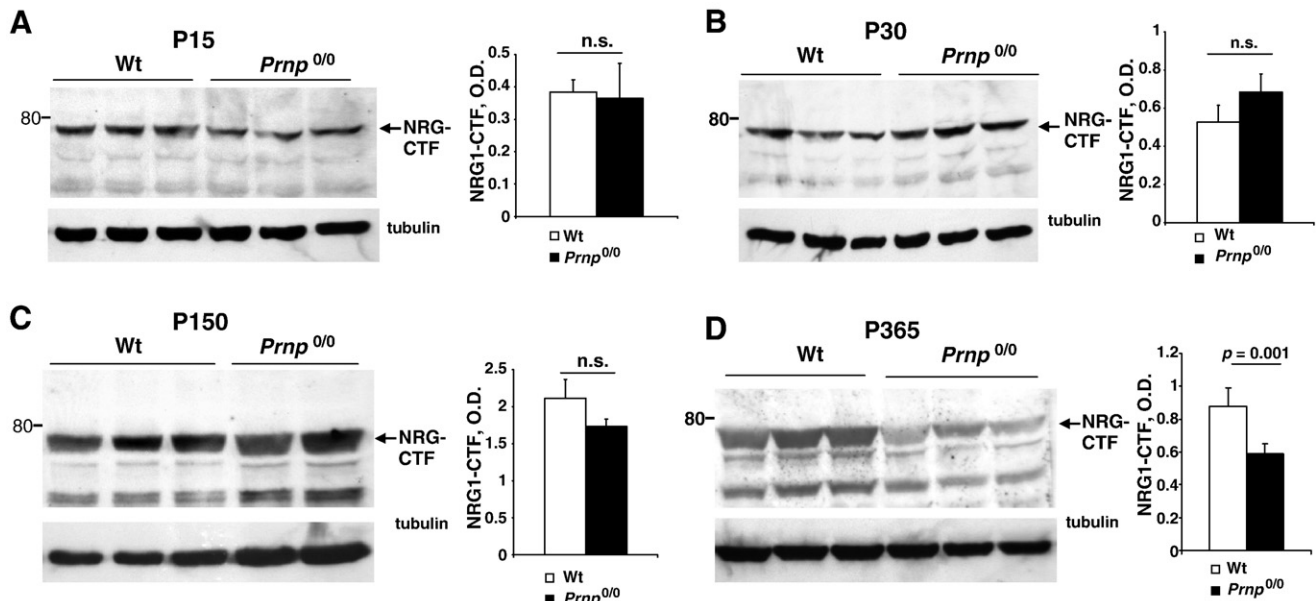 A
P15
Wt Prnp 0/0
80
NRG-
CTF
tubulin
n.s.
NRG1-CTF, O.D.
0.5
0.4
0.3
0.2
0.1
0
Wt
Prnp0/0
B
P30
Wt Prnp 0/0
80
NRG-
CTF
tubulin
n.s.
NRG1-CTF, O.D.
1
0.8
0.6
0.4
0.2
0
Wt
Prnp0/0
C
P150
Wt Prnp 0/0
80
NRG-
CTF
tubulin
n.s.
NRG1-CTF, O.D.
2.5
2
1.5
1
0.5
0
Wt
Prnp0/0
D
P365
Wt Prnp 0/0
80
NRG-
CTF
tubulin
p = 0.001
NRG1-CTF, O.D.
1.2
1
0.8
0.6
0.4
0.2
0
Wt
Prnp0/0